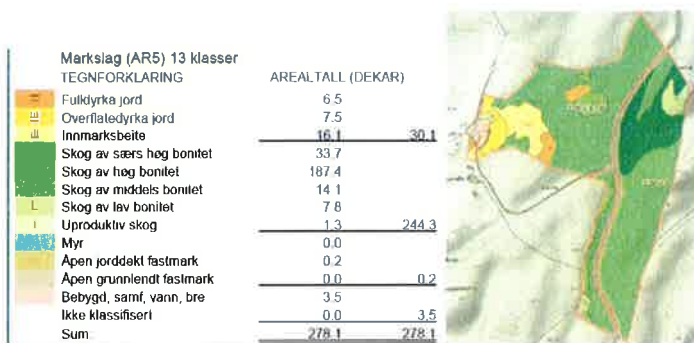 Markslag (AR5) 13 klasser
TEGNFORKLARING AREALTALL (DEKAR)
Fulldyrka jord 6.5
Overflatedyrka jord 7.5
Innmarksbeite 16.1 30.1
Skog av særs høg bonitet 33.7
Skog av høg bonitet 187.4
Skog av middels bonitet 14.1
L Skog av lav bonitet 7.8
Uproduktiv skog 1.3 244.3
Myr 0.0
Åpen jorddekt fastmark 0.2
Åpen grunnlendt fastmark 0.0 0.2
Bebygd, samf, vann, bre 3.5
Ikke klassifisert 0.0 3.5
Sum: 278.1 278.1